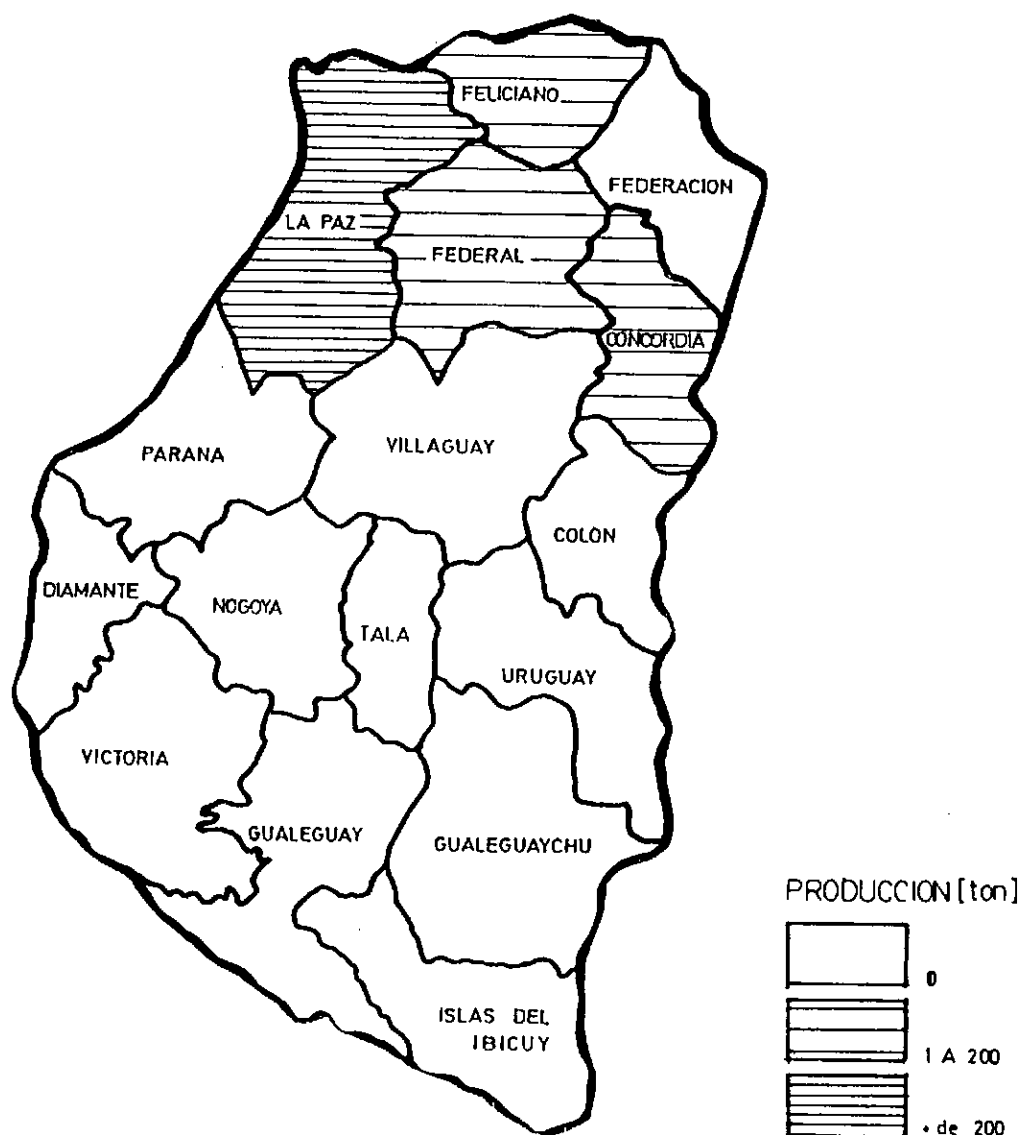 FELICIANO
FEDERACION
LA PAZ
FEDERAL
CONCORDIA
PARANA
VILLAGUAY
COLON
DIAMANTE
NOGOYA
TALA
URUGUAY
VICTORIA
GUALEGUAY
GUALEGUAYCHU
ISLAS DEL
IBICUY
PRODUCCION [ton]
0
1 A 200
+ de 200